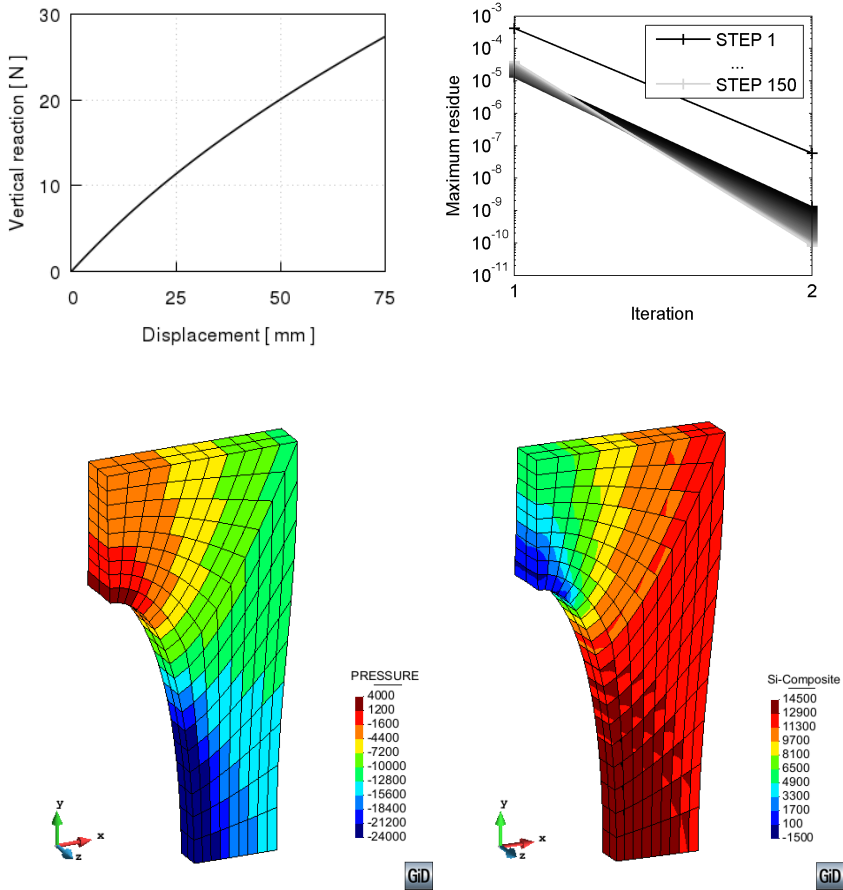 Vertical reaction [ N ]
30
20
10
0
0 25 50 75
Displacement [ mm ]
Maximum residue
10-3
10-4
10-5
10-6
10-7
10-8
10-9
10-10
10-11
STEP 1
...
STEP 150
1 2
Iteration
PRESSURE
4000
1200
-1600
-4400
-7200
-10000
-12800
-15600
-18400
-21200
-24000
y
x
z
GiD
Si-Composite
14500
12900
11300
9700
8100
6500
4900
3300
1700
100
-1500
y
x
z
GiD